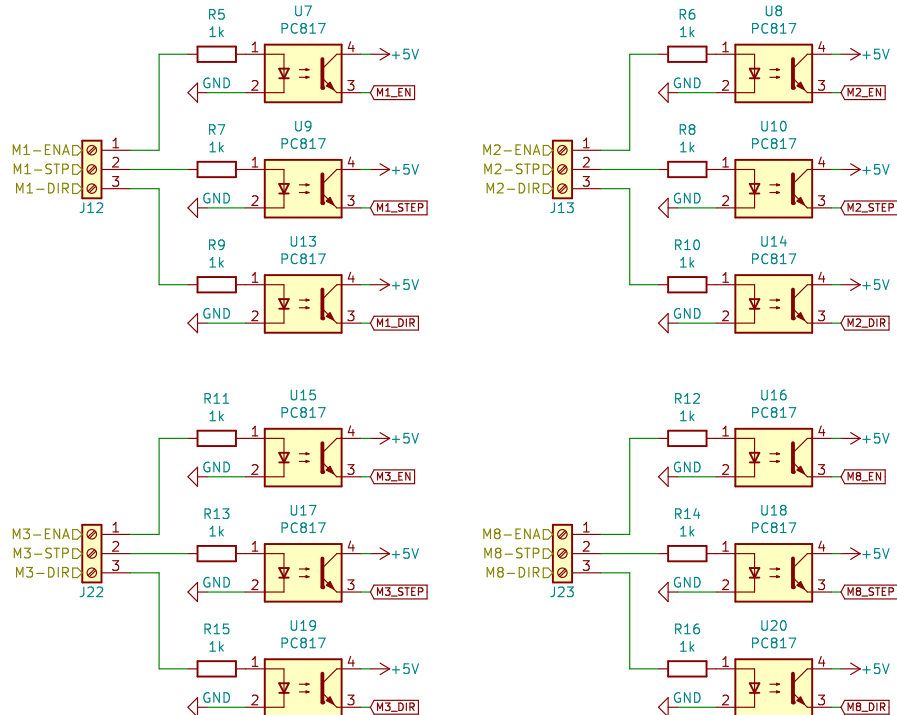 R5
1k
U7
PC817
1
2
4
3
+5V
GND
M1_EN
M1-ENA
M1-STP
M1-DIR
1
2
3
J12
R7
1k
U9
PC817
1
2
4
3
+5V
GND
M1_STEP
R9
1k
U13
PC817
1
2
4
3
+5V
GND
M1_DIR
R6
1k
U8
PC817
1
2
4
3
+5V
GND
M2_EN
M2-ENA
M2-STP
M2-DIR
1
2
3
J13
R8
1k
U10
PC817
1
2
4
3
+5V
GND
M2_STEP
R10
1k
U14
PC817
1
2
4
3
+5V
GND
M2_DIR
R11
1k
U15
PC817
1
2
4
3
+5V
GND
M3_EN
M3-ENA
M3-STP
M3-DIR
1
2
3
J22
R13
1k
U17
PC817
1
2
4
3
+5V
GND
M3_STEP
R15
1k
U19
PC817
1
2
4
3
+5V
GND
M3_DIR
R12
1k
U16
PC817
1
2
4
3
+5V
GND
M8_EN
M8-ENA
M8-STP
M8-DIR
1
2
3
J23
R14
1k
U18
PC817
1
2
4
3
+5V
GND
M8_STEP
R16
1k
U20
PC817
1
2
4
3
+5V
GND
M8_DIR